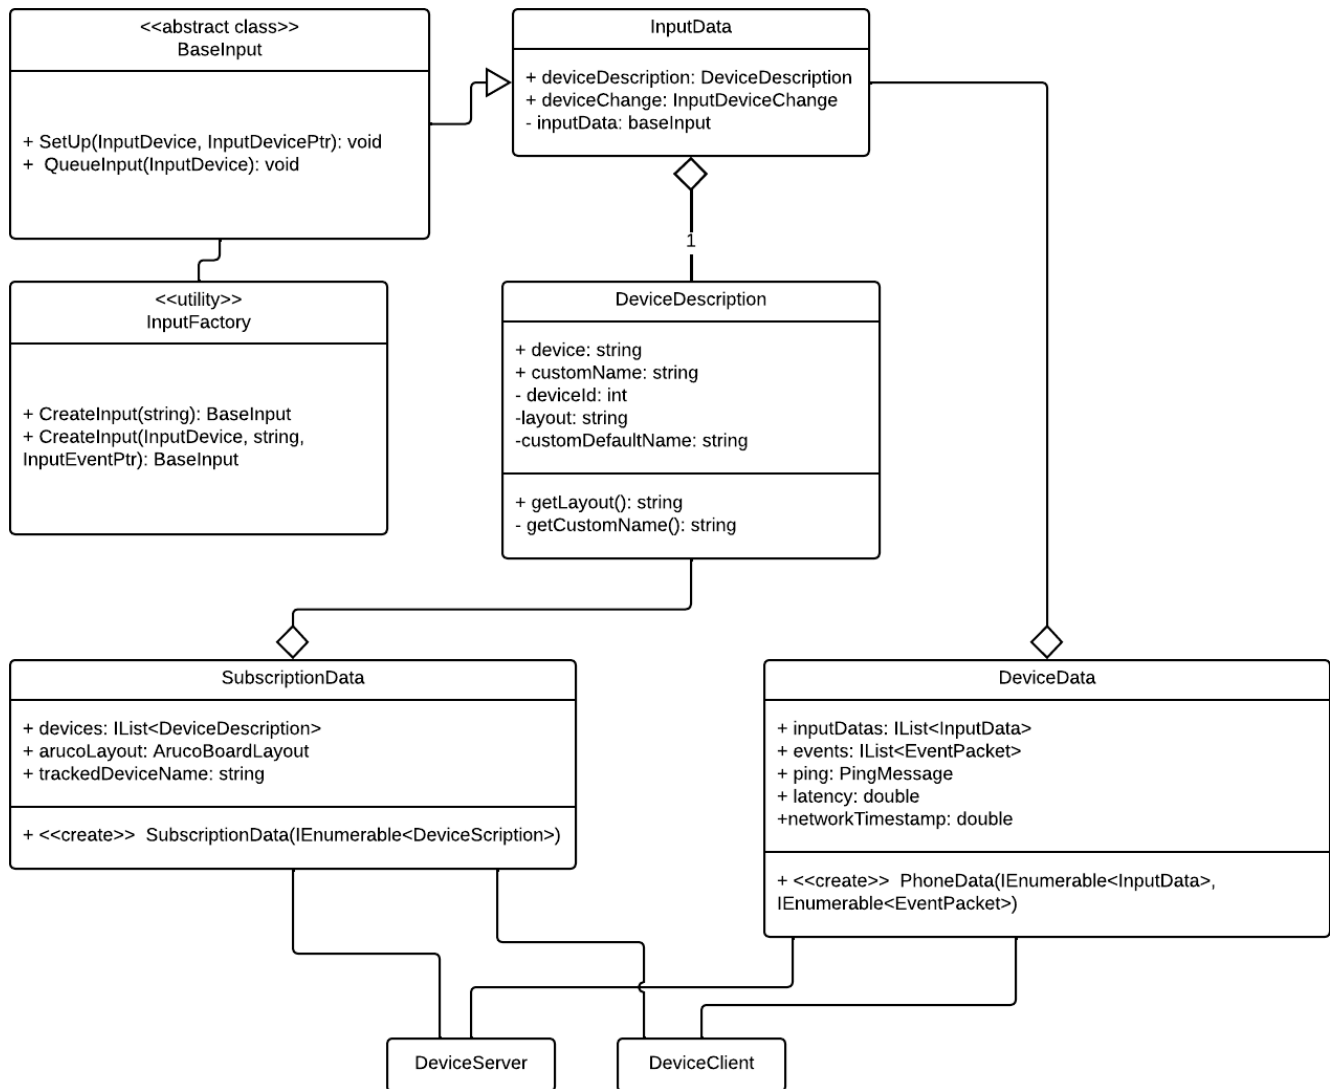 <<abstract class>>
BaseInput
+ SetUp(InputDevice, InputDevicePtr): void
+  QueueInput(InputDevice): void
InputData
+ deviceDescription: DeviceDescription
+ deviceChange: InputDeviceChange
- inputData: baseInput
1
<<utility>>
InputFactory
+ CreateInput(string): BaseInput
+ CreateInput(InputDevice, string,
InputEventPtr): BaseInput
DeviceDescription
+ device: string
+ customName: string
- deviceId: int
-layout: string
-customDefaultName: string
+ getLayout(): string
- getCustomName(): string
SubscriptionData
+ devices: IList<DeviceDescription>
+ arucoLayout: ArucoBoardLayout
+ trackedDeviceName: string
+ <<create>>  SubscriptionData(IEnumerable<DeviceScription>)
DeviceData
+ inputDatas: IList<InputData>
+ events: IList<EventPacket>
+ ping: PingMessage
+ latency: double
+networkTimestamp: double
+ <<create>>  PhoneData(IEnumerable<InputData>,
IEnumerable<EventPacket>)
DeviceServer
DeviceClient